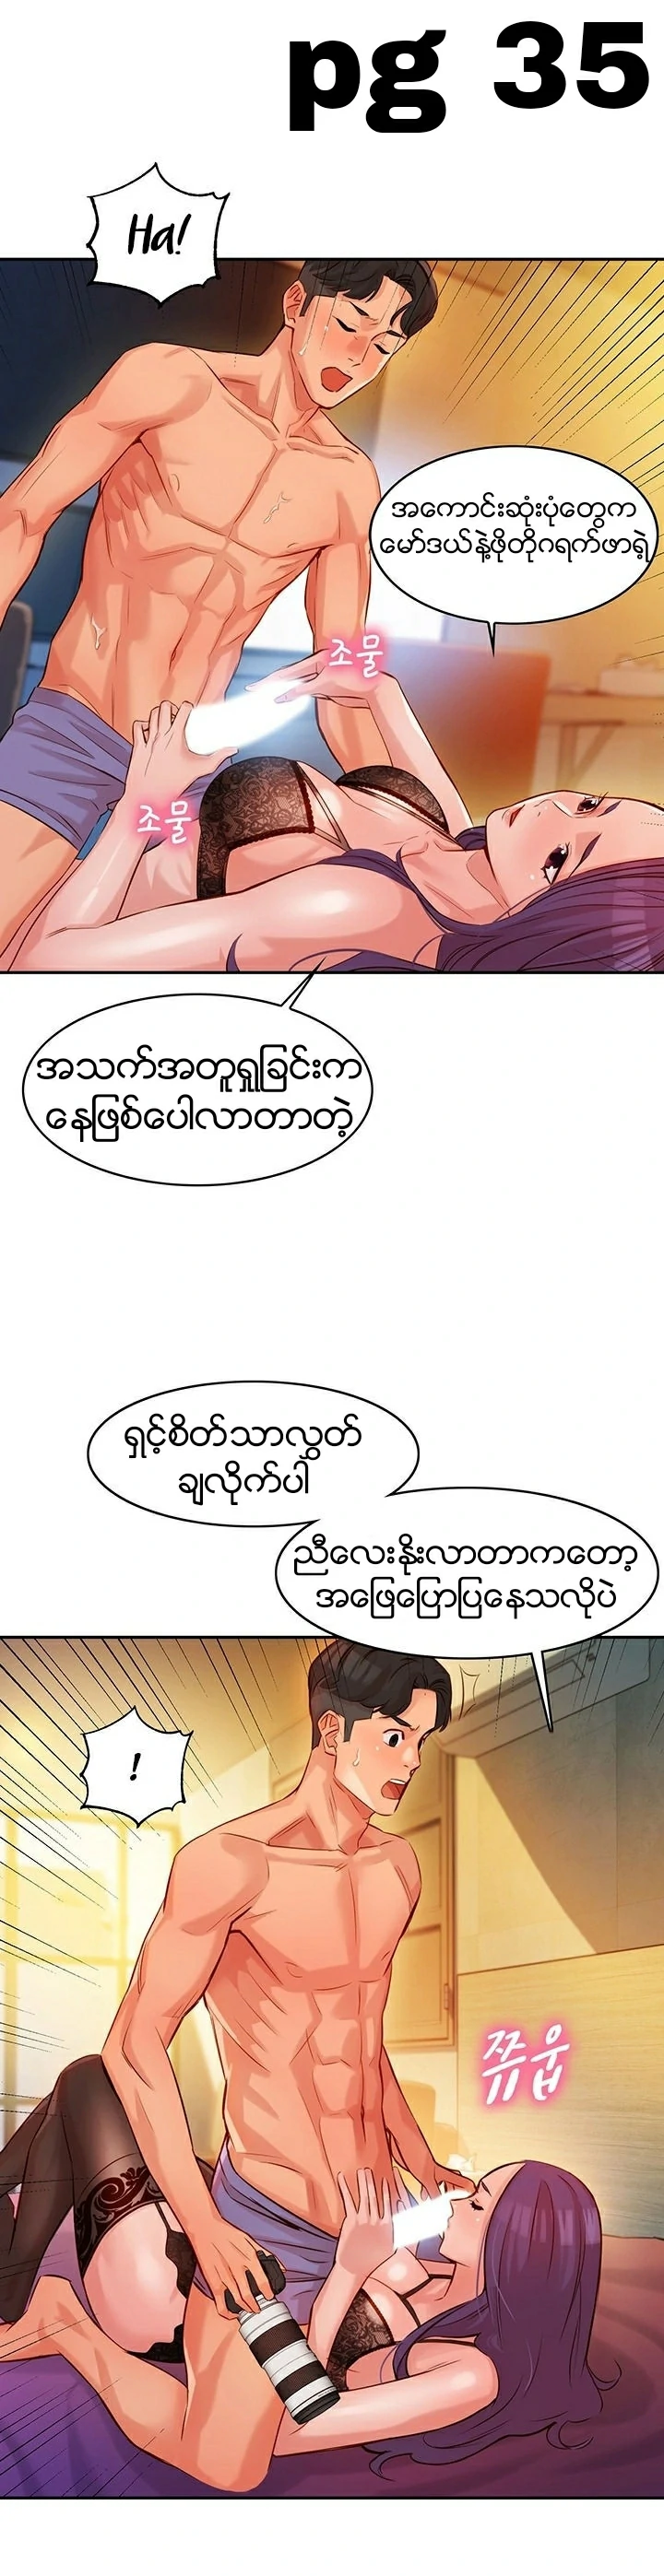 pg 35
Ha!
အကောင်းဆုံးပုံတွေက
မော်ဒယ်နဲ့ဖိုတိုဂရက်ဖာရဲ့
조물
조물
အသက်အတူရှူခြင်းက
နေဖြစ်ပေါ်လာတာတဲ့
ရှင့်စိတ်သာလွှတ်
ချလိုက်ပါ
ညီလေးနိုးလာတာကတော့
အဖြေပြောပြနေသလိုပဲ
!
쮸웁